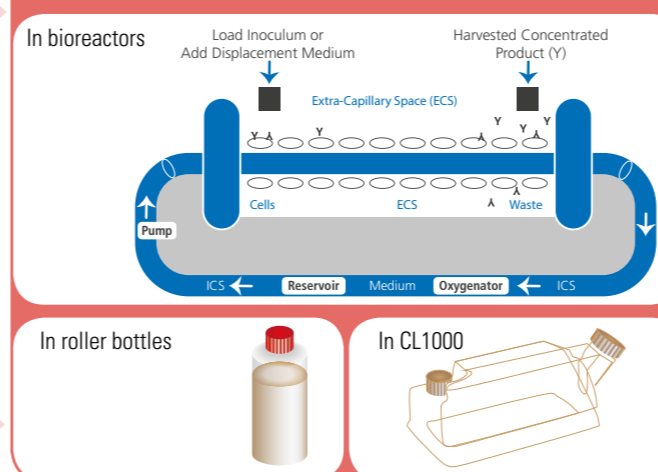 In bioreactors
Load Inoculum or
Add Displacement Medium
Harvested Concentrated
Product (Y)
Extra-Capillary Space (ECS)
Y Y Y Y Y Y Y Y
Cells
ECS
Y Y
Waste
Pump
ICS
Reservoir
Medium
Oxygenator
ICS
In roller bottles
In CL1000